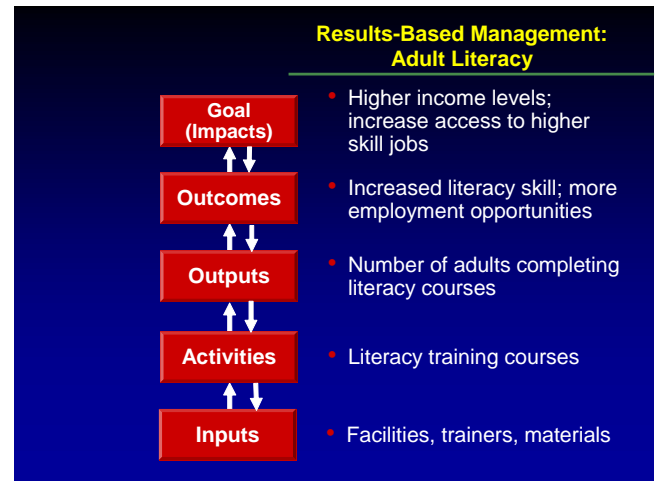 Results-Based Management:
Adult Literacy
Goal
(Impacts)
• Higher income levels;
increase access to higher
skill jobs
Outcomes
• Increased literacy skill; more
employment opportunities
Outputs
• Number of adults completing
literacy courses
Activities
• Literacy training courses
Inputs
• Facilities, trainers, materials